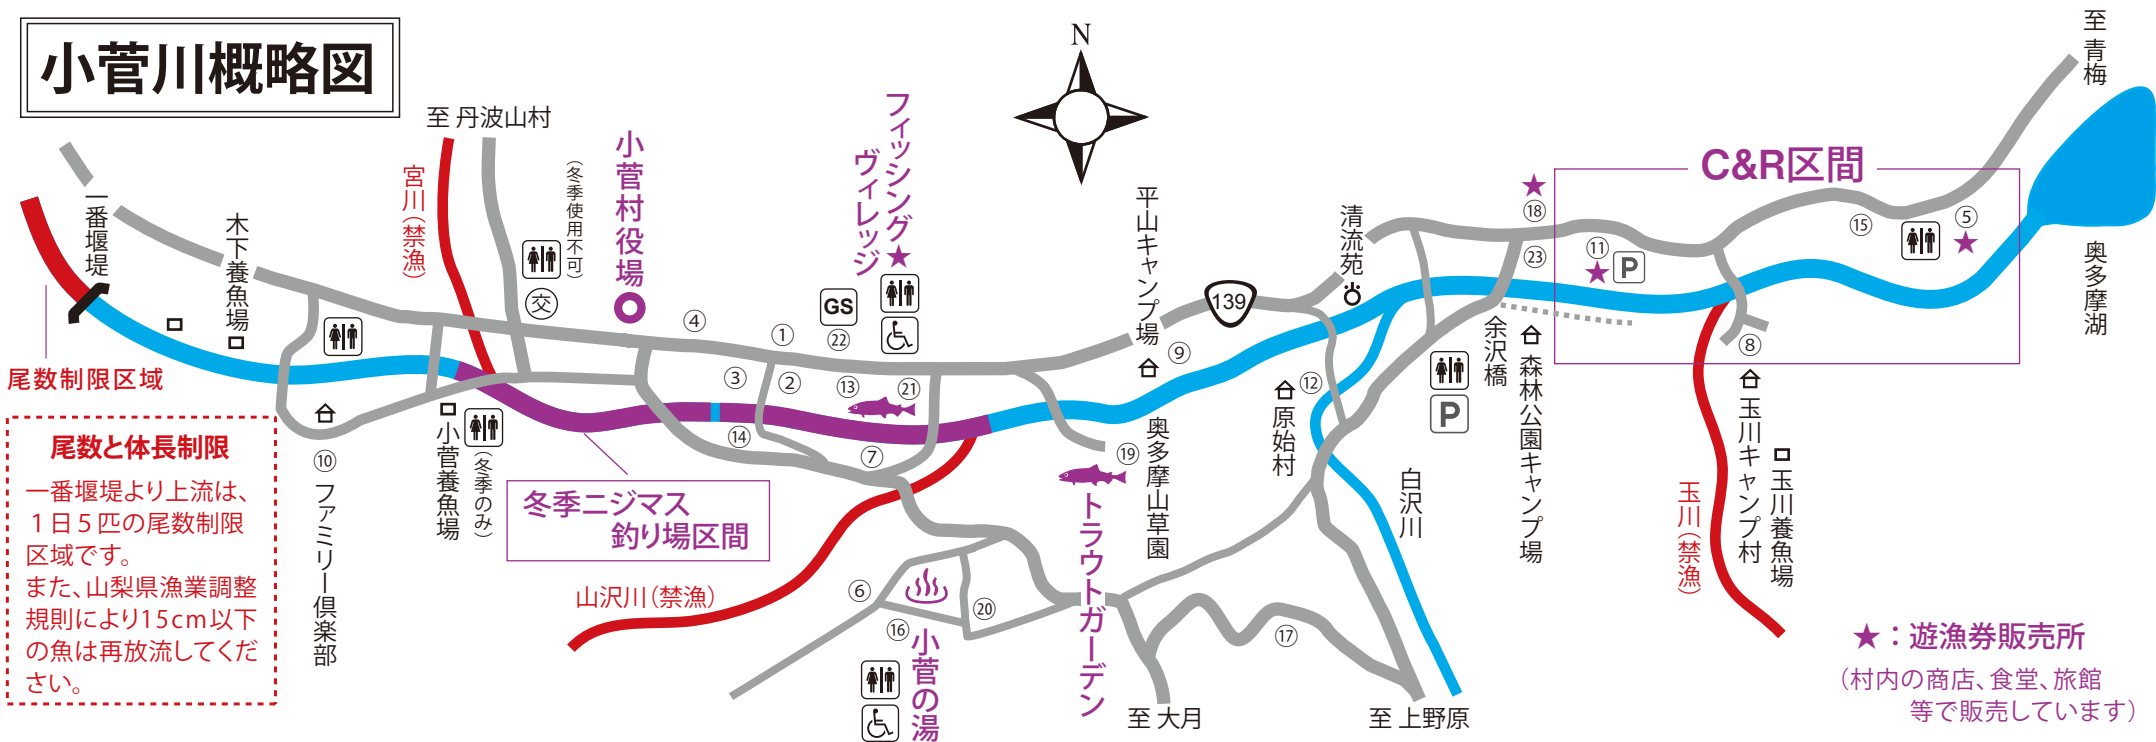 小菅川概略図
N
至 青梅
奥多摩湖
至 丹波山村
宮川(禁漁)
(冬季使用不可)
交
小菅村役場
フィッシング★
ヴィレッジ
GS
④
①
㉒
③
②
⑬
㉑
⑭
⑦
一番堰堤
木下養魚場
尾数制限区域
尾数と体長制限
一番堰堤より上流は、
1日5匹の尾数制限
区域です。
また、山梨県漁業調整
規則により15cm以下
の魚は再放流してくだ
さい。
⑩
ファミリー倶楽部
小菅養魚場
(冬季のみ)
冬季ニジマス
釣り場区間
山沢川(禁漁)
⑥
⑯
⑳
小菅の湯
平山キャンプ場
⑨
139
清流苑
⑲
奥多摩山草園
トラウトガーデン
原始村
⑫
白沢川
⑰
至 大月
至 上野原
P
余沢橋
森林公園キャンプ場
★
⑱
㉓
C&R区間
⑪
★
P
⑮
⑤
★
⑧
玉川(禁漁)
玉川キャンプ村
玉川養魚場
★:遊漁券販売所
(村内の商店、食堂、旅館
等で販売しています)